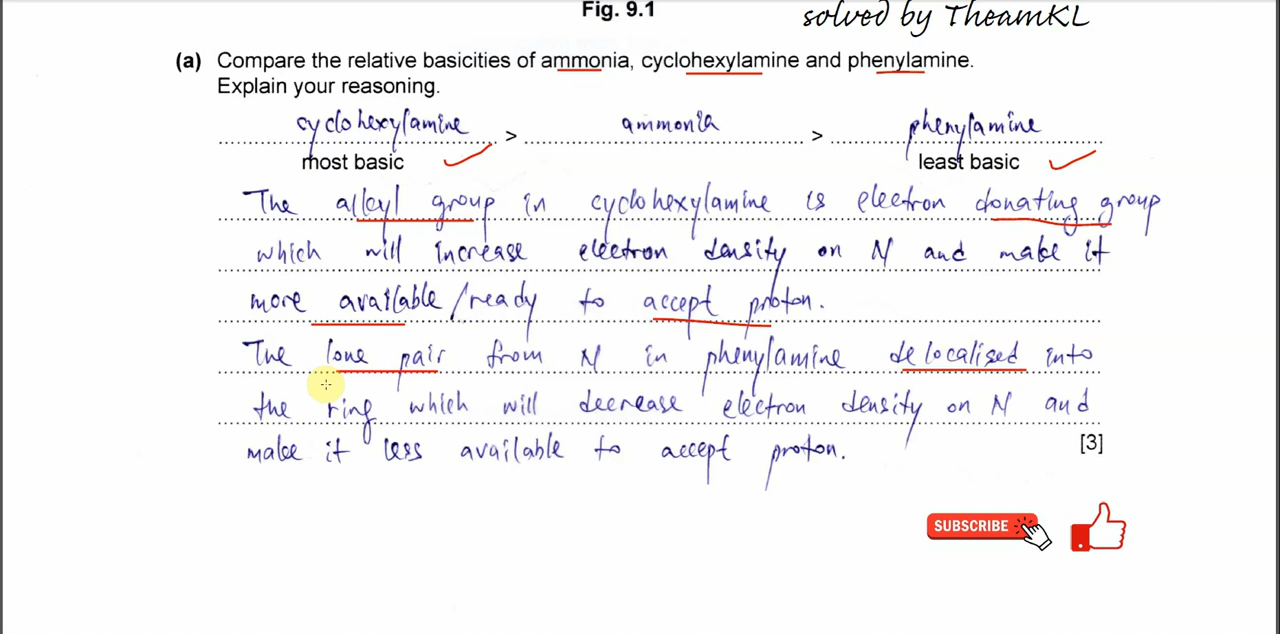 Fig. 9.1
solved by TheamKL
(a) Compare the relative basicities of ammonia, cyclohexylamine and phenylamine.
Explain your reasoning.
cyclohexylamine > ammonia > phenylamine
most basic least basic
The alkyl group in cyclohexylamine is electron donating group
which will increase electron density on N and make it
more available/ready to accept proton.
The lone pair from N in phenylamine delocalised into
the ring which will decrease electron density on N and
make it less available to accept proton.
[3]
SUBSCRIBE